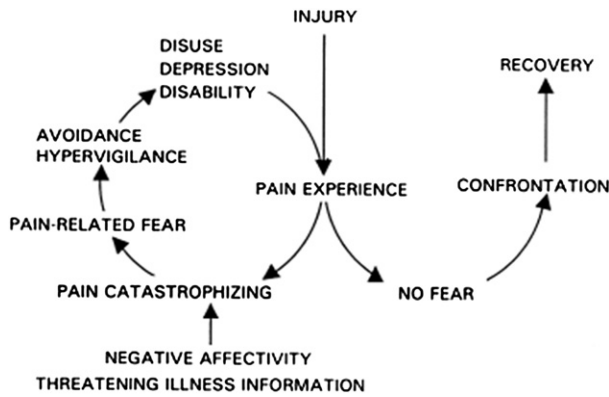 INJURY
DISUSE
DEPRESSION
DISABILITY
RECOVERY
AVOIDANCE
HYPERVIGILANCE
PAIN EXPERIENCE
CONFRONTATION
PAIN-RELATED FEAR
PAIN CATASTROPHIZING
NO FEAR
NEGATIVE AFFECTIVITY
THREATENING ILLNESS INFORMATION